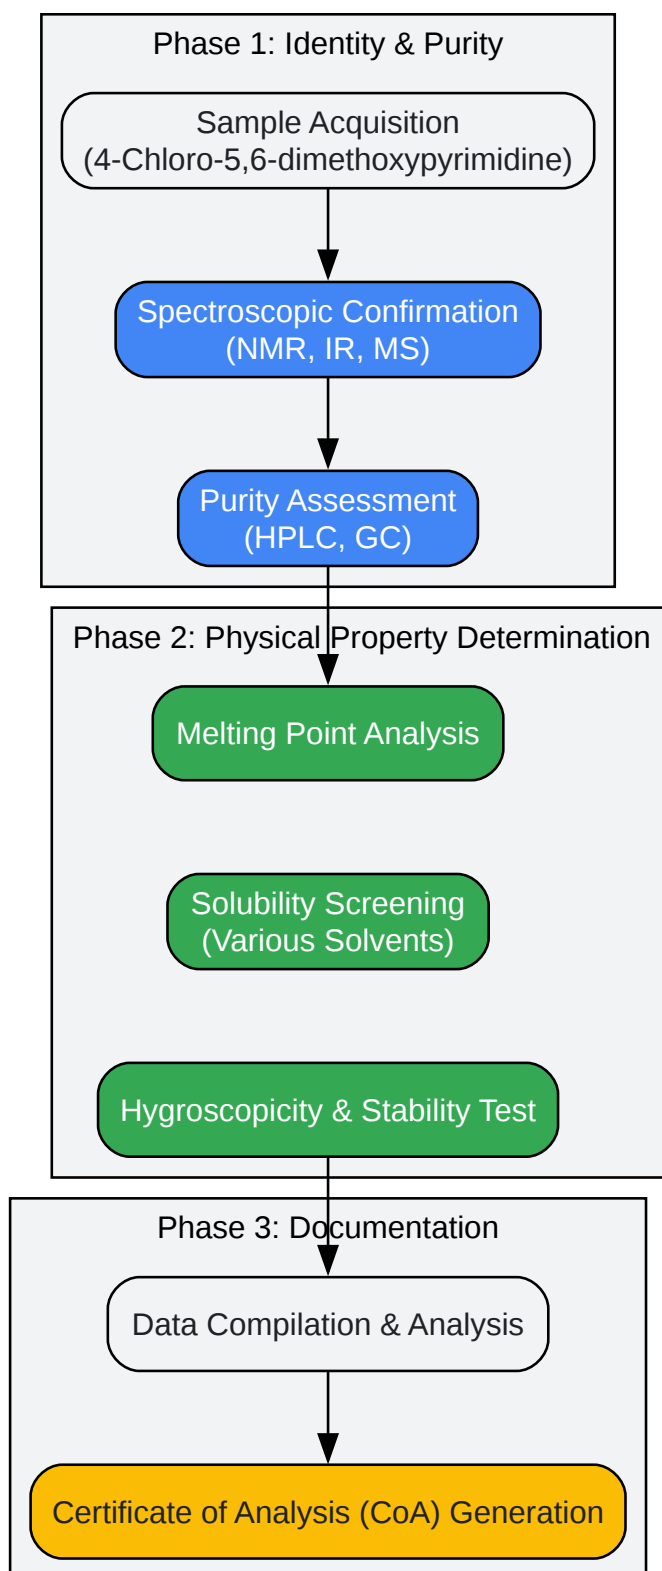 Phase 1: Identity & Purity
Sample Acquisition
(4-Chloro-5,6-dimethoxypyrimidine)
Spectroscopic Confirmation
(NMR, IR, MS)
Purity Assessment
(HPLC, GC)
Phase 2: Physical Property Determination
Melting Point Analysis
Solubility Screening
(Various Solvents)
Hygroscopicity & Stability Test
Phase 3: Documentation
Data Compilation & Analysis
Certificate of Analysis (CoA) Generation